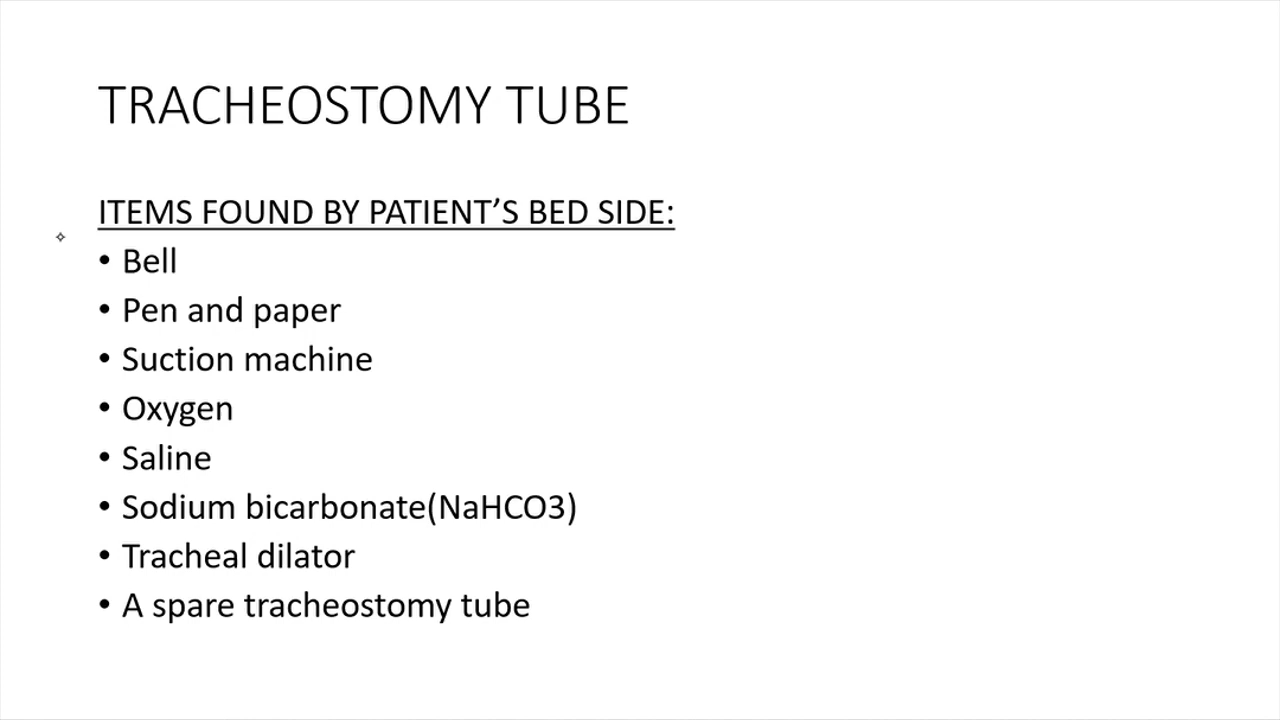 TRACHEOSTOMY TUBE
ITEMS FOUND BY PATIENT’S BED SIDE:
• Bell
• Pen and paper
• Suction machine
• Oxygen
• Saline
• Sodium bicarbonate(NaHCO3)
• Tracheal dilator
• A spare tracheostomy tube